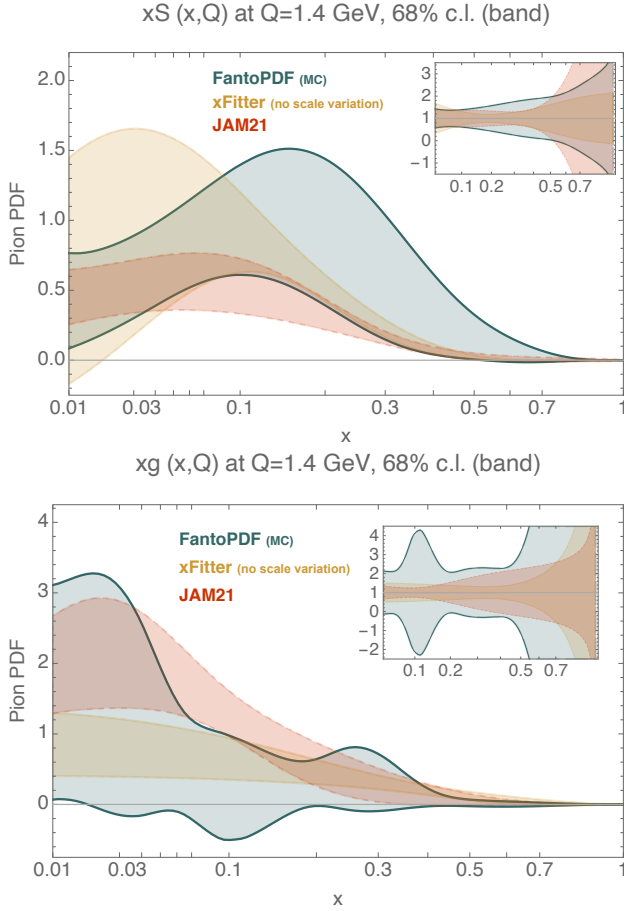 xS (x,Q) at Q=1.4 GeV, 68% c.l. (band)
FantoPDF (MC)
xFitter (no scale variation)
JAM21
2.0
1.5
1.0
0.5
0.0
Pion PDF
3
2
1
0
−1
0.1 0.2 0.5 0.7
0.01 0.03 0.1 0.3 0.5 0.7 1
x
xg (x,Q) at Q=1.4 GeV, 68% c.l. (band)
FantoPDF (MC)
xFitter (no scale variation)
JAM21
4
3
2
1
0
Pion PDF
4
3
2
1
0
−1
−2
0.1 0.2 0.5 0.7
0.01 0.03 0.1 0.3 0.5 0.7 1
x